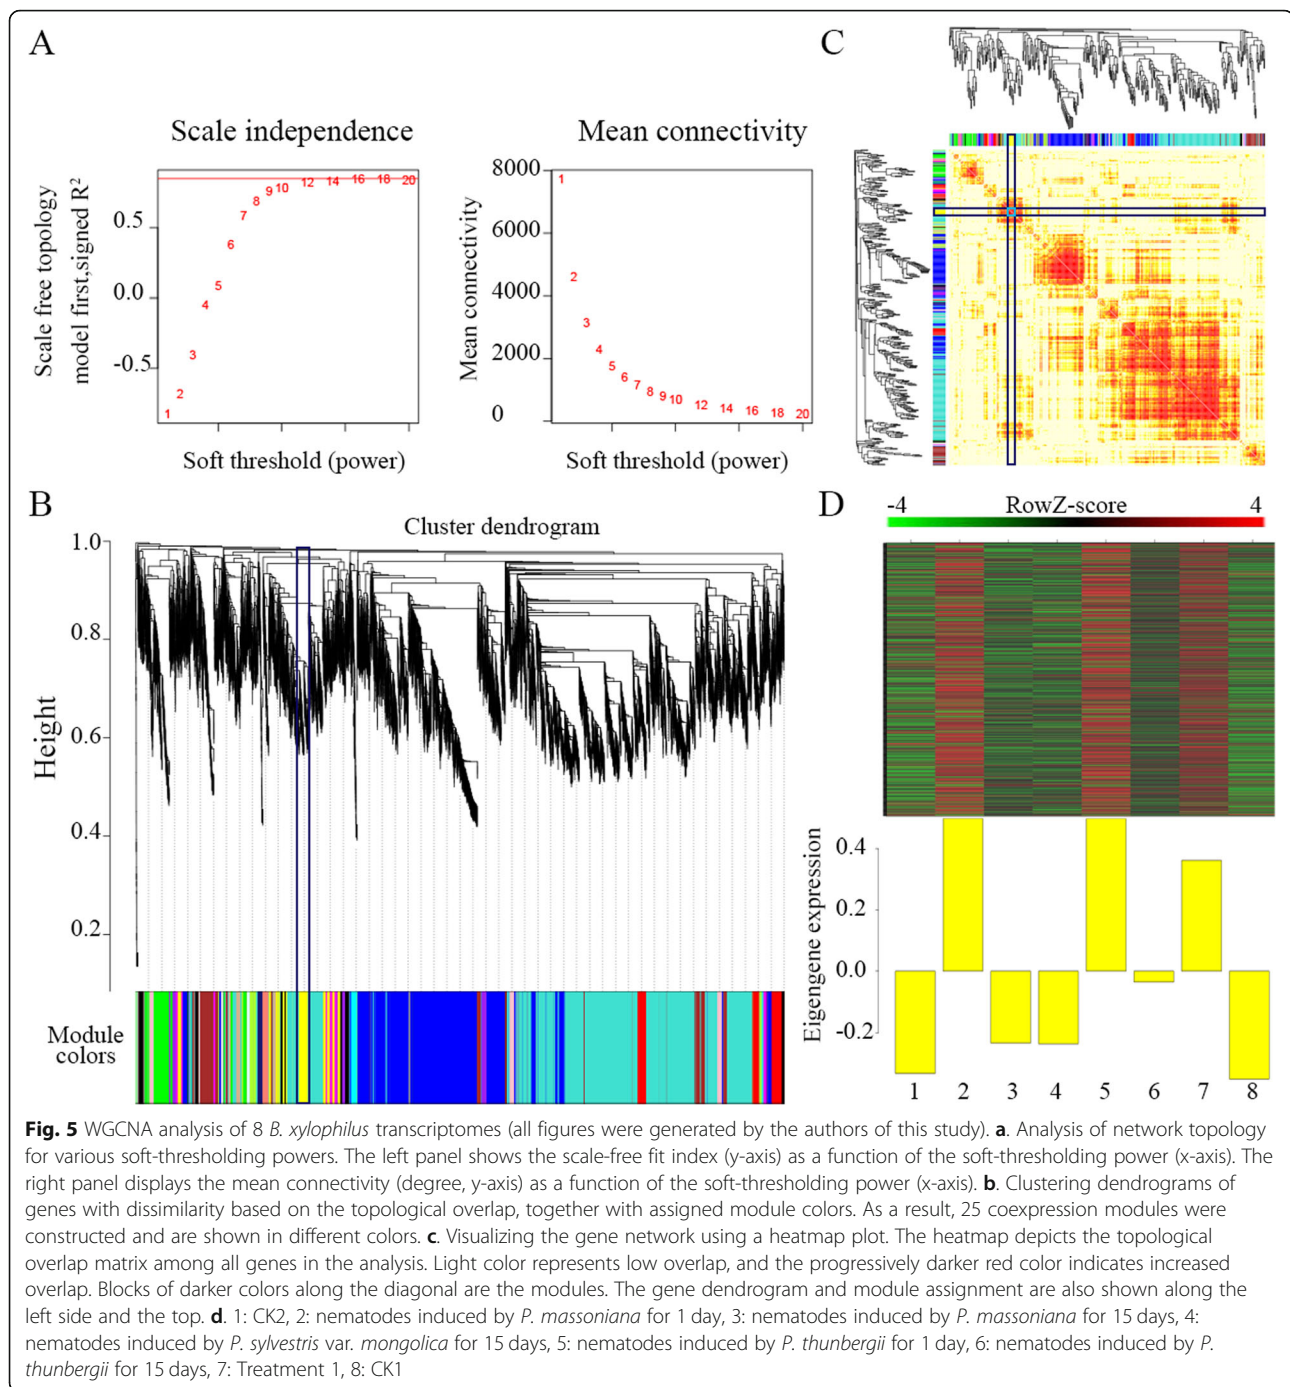 A
Scale independence
Scale free topology
model first,signed R²
0.5
0.0
-0.5
1
2
3
4
5
6
7
8
9
10
12
14
16
18
20
Soft threshold (power)
Mean connectivity
Mean connectivity
8000
6000
4000
2000
0
1
2
3
4
5
6
7
8
9
10
12
14
16
18
20
Soft threshold (power)
C
B
Cluster dendrogram
Height
1.0
0.8
0.6
0.4
0.2
Module
colors
D
-4
RowZ-score
4
Eigengene expression
0.4
0.2
0.0
-0.2
1
2
3
4
5
6
7
8
Fig. 5 WGCNA analysis of 8 B. xylophilus transcriptomes (all figures were generated by the authors of this study). a. Analysis of network topology
for various soft-thresholding powers. The left panel shows the scale-free fit index (y-axis) as a function of the soft-thresholding power (x-axis). The
right panel displays the mean connectivity (degree, y-axis) as a function of the soft-thresholding power (x-axis). b. Clustering dendrograms of
genes with dissimilarity based on the topological overlap, together with assigned module colors. As a result, 25 coexpression modules were
constructed and are shown in different colors. c. Visualizing the gene network using a heatmap plot. The heatmap depicts the topological
overlap matrix among all genes in the analysis. Light color represents low overlap, and the progressively darker red color indicates increased
overlap. Blocks of darker colors along the diagonal are the modules. The gene dendrogram and module assignment are also shown along the
left side and the top. d. 1: CK2, 2: nematodes induced by P. massoniana for 1 day, 3: nematodes induced by P. massoniana for 15 days, 4:
nematodes induced by P. sylvestris var. mongolica for 15 days, 5: nematodes induced by P. thunbergii for 1 day, 6: nematodes induced by P.
thunbergii for 15 days, 7: Treatment 1, 8: CK1